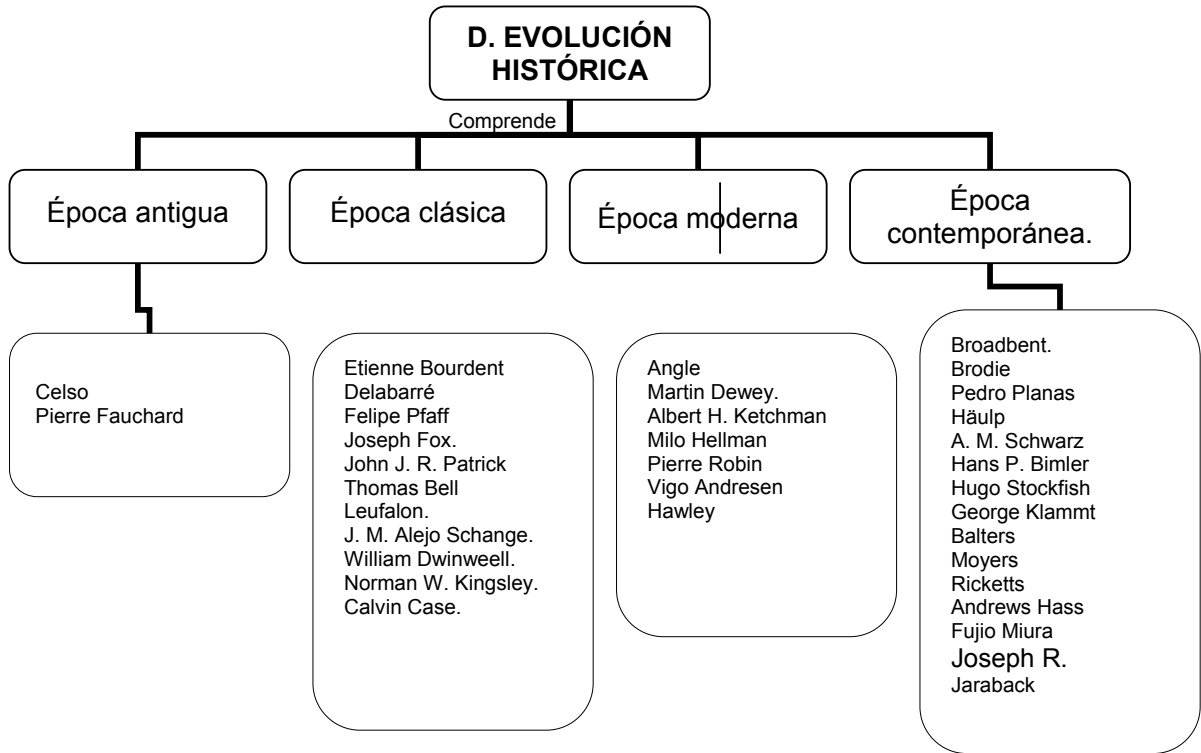 D. EVOLUCIÓN
HISTÓRICA
Comprende
Época antigua
Época clásica
Época moderna
Época
contemporánea.
Celso
Pierre Fauchard
Etienne Bourdent
Delabarré
Felipe Pfaff
Joseph Fox.
John J. R. Patrick
Thomas Bell
Leufalon.
J. M. Alejo Schange.
William Dwinweell.
Norman W. Kingsley.
Calvin Case.
Angle
Martin Dewey.
Albert H. Ketchman
Milo Hellman
Pierre Robin
Vigo Andresen
Hawley
Broadbent.
Brodie
Pedro Planas
Häulp
A. M. Schwarz
Hans P. Bimler
Hugo Stockfish
George Klammt
Balters
Moyers
Ricketts
Andrews Hass
Fujio Miura
Joseph R.
Jaraback